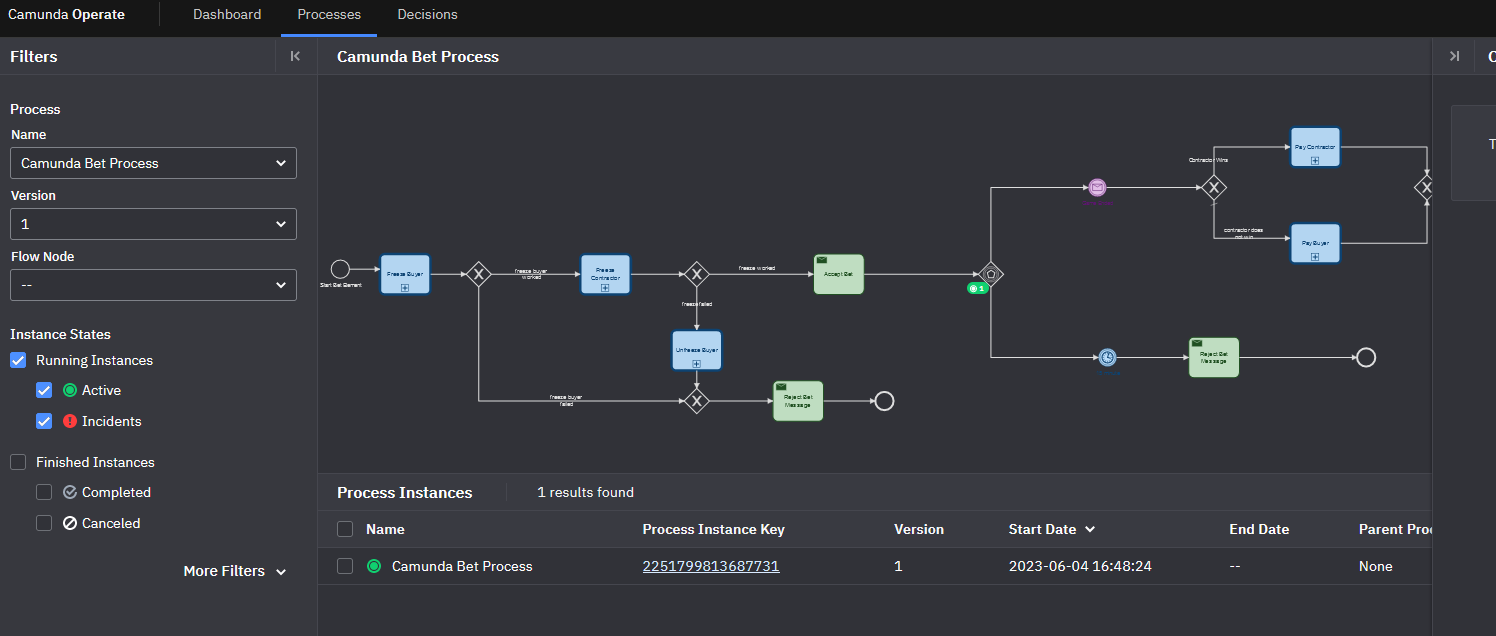 Camunda Operate
Dashboard
Processes
Decisions
Filters
Camunda Bet Process
Process
Name
Camunda Bet Process
Version
1
Flow Node
--
Instance States
Running Instances
Active
Incidents
Finished Instances
Completed
Canceled
More Filters
Start Bet Element
Freeze Buyer
freeze buyer
worked
Freeze
Contractor
freeze worked
freeze failed
Accept Bet
Unfreeze Buyer
freeze buyer
failed
Reject Bet
Message
1
Contractor Wins
contractor does
not win
Pay Contractor
Pay Buyer
Reject Bet
Message
Process Instances
1 results found
Name
Process Instance Key
Version
Start Date
End Date
Parent Proc
Camunda Bet Process
2251799813687731
1
2023-06-04 16:48:24
--
None